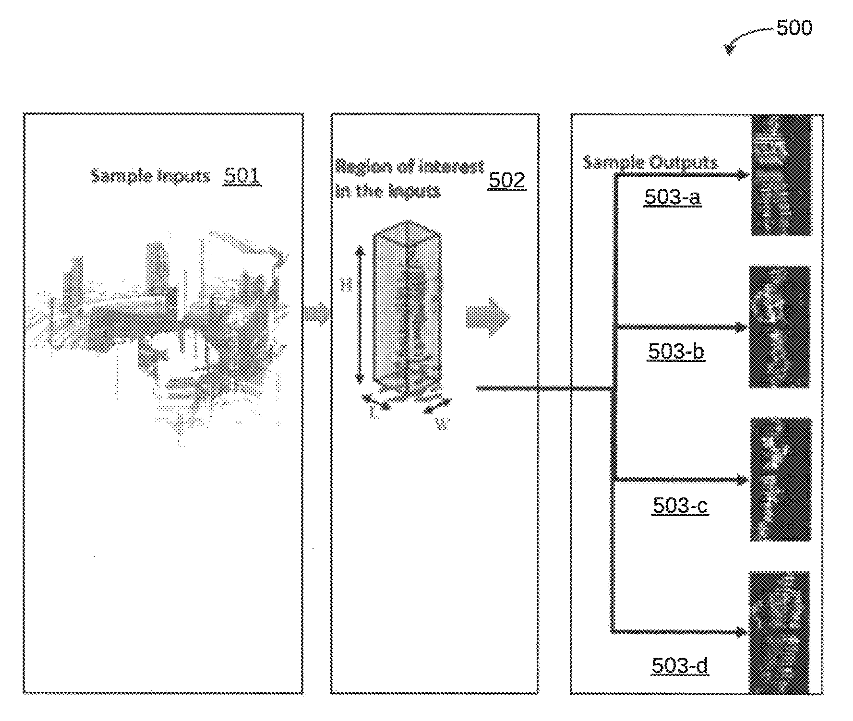 500
Sample Inputs 501
Region of interest
in the inputs 502
H
L
W
Sample Outputs
503-a
503-b
503-c
503-d